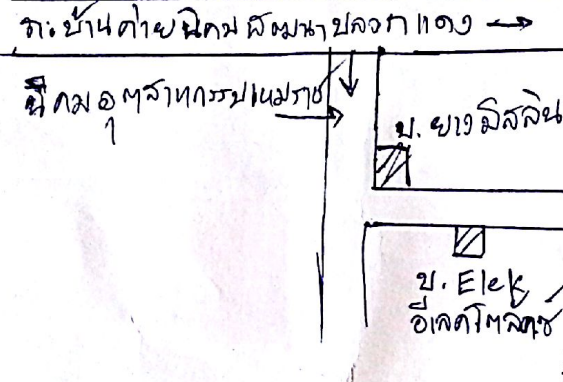 ถ.บ้านค่าย นิคมพัฒนา ปลวกแดง
นิคมอุตสาหกรรมเหมราช
บ. ยางมิสลิน
บ. Elek
อีเลคโตลักซ์